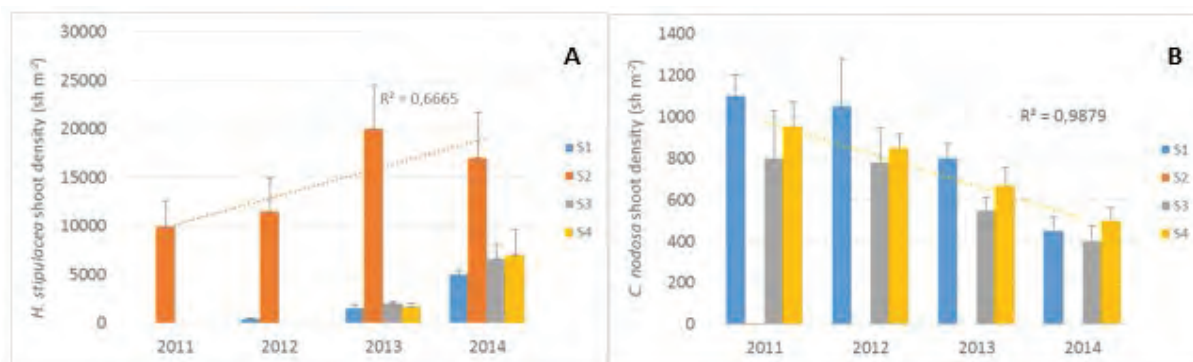 A
H. stipulacea shoot density (sh m⁻²)
30000
25000
20000
15000
10000
5000
0
R² = 0,6665
2011 2012 2013 2014
S1
S2
S3
S4
B
C. nodosa shoot density (sh m⁻²)
1400
1200
1000
800
600
400
200
0
R² = 0,9879
2011 2012 2013 2014
S1
S2
S3
S4